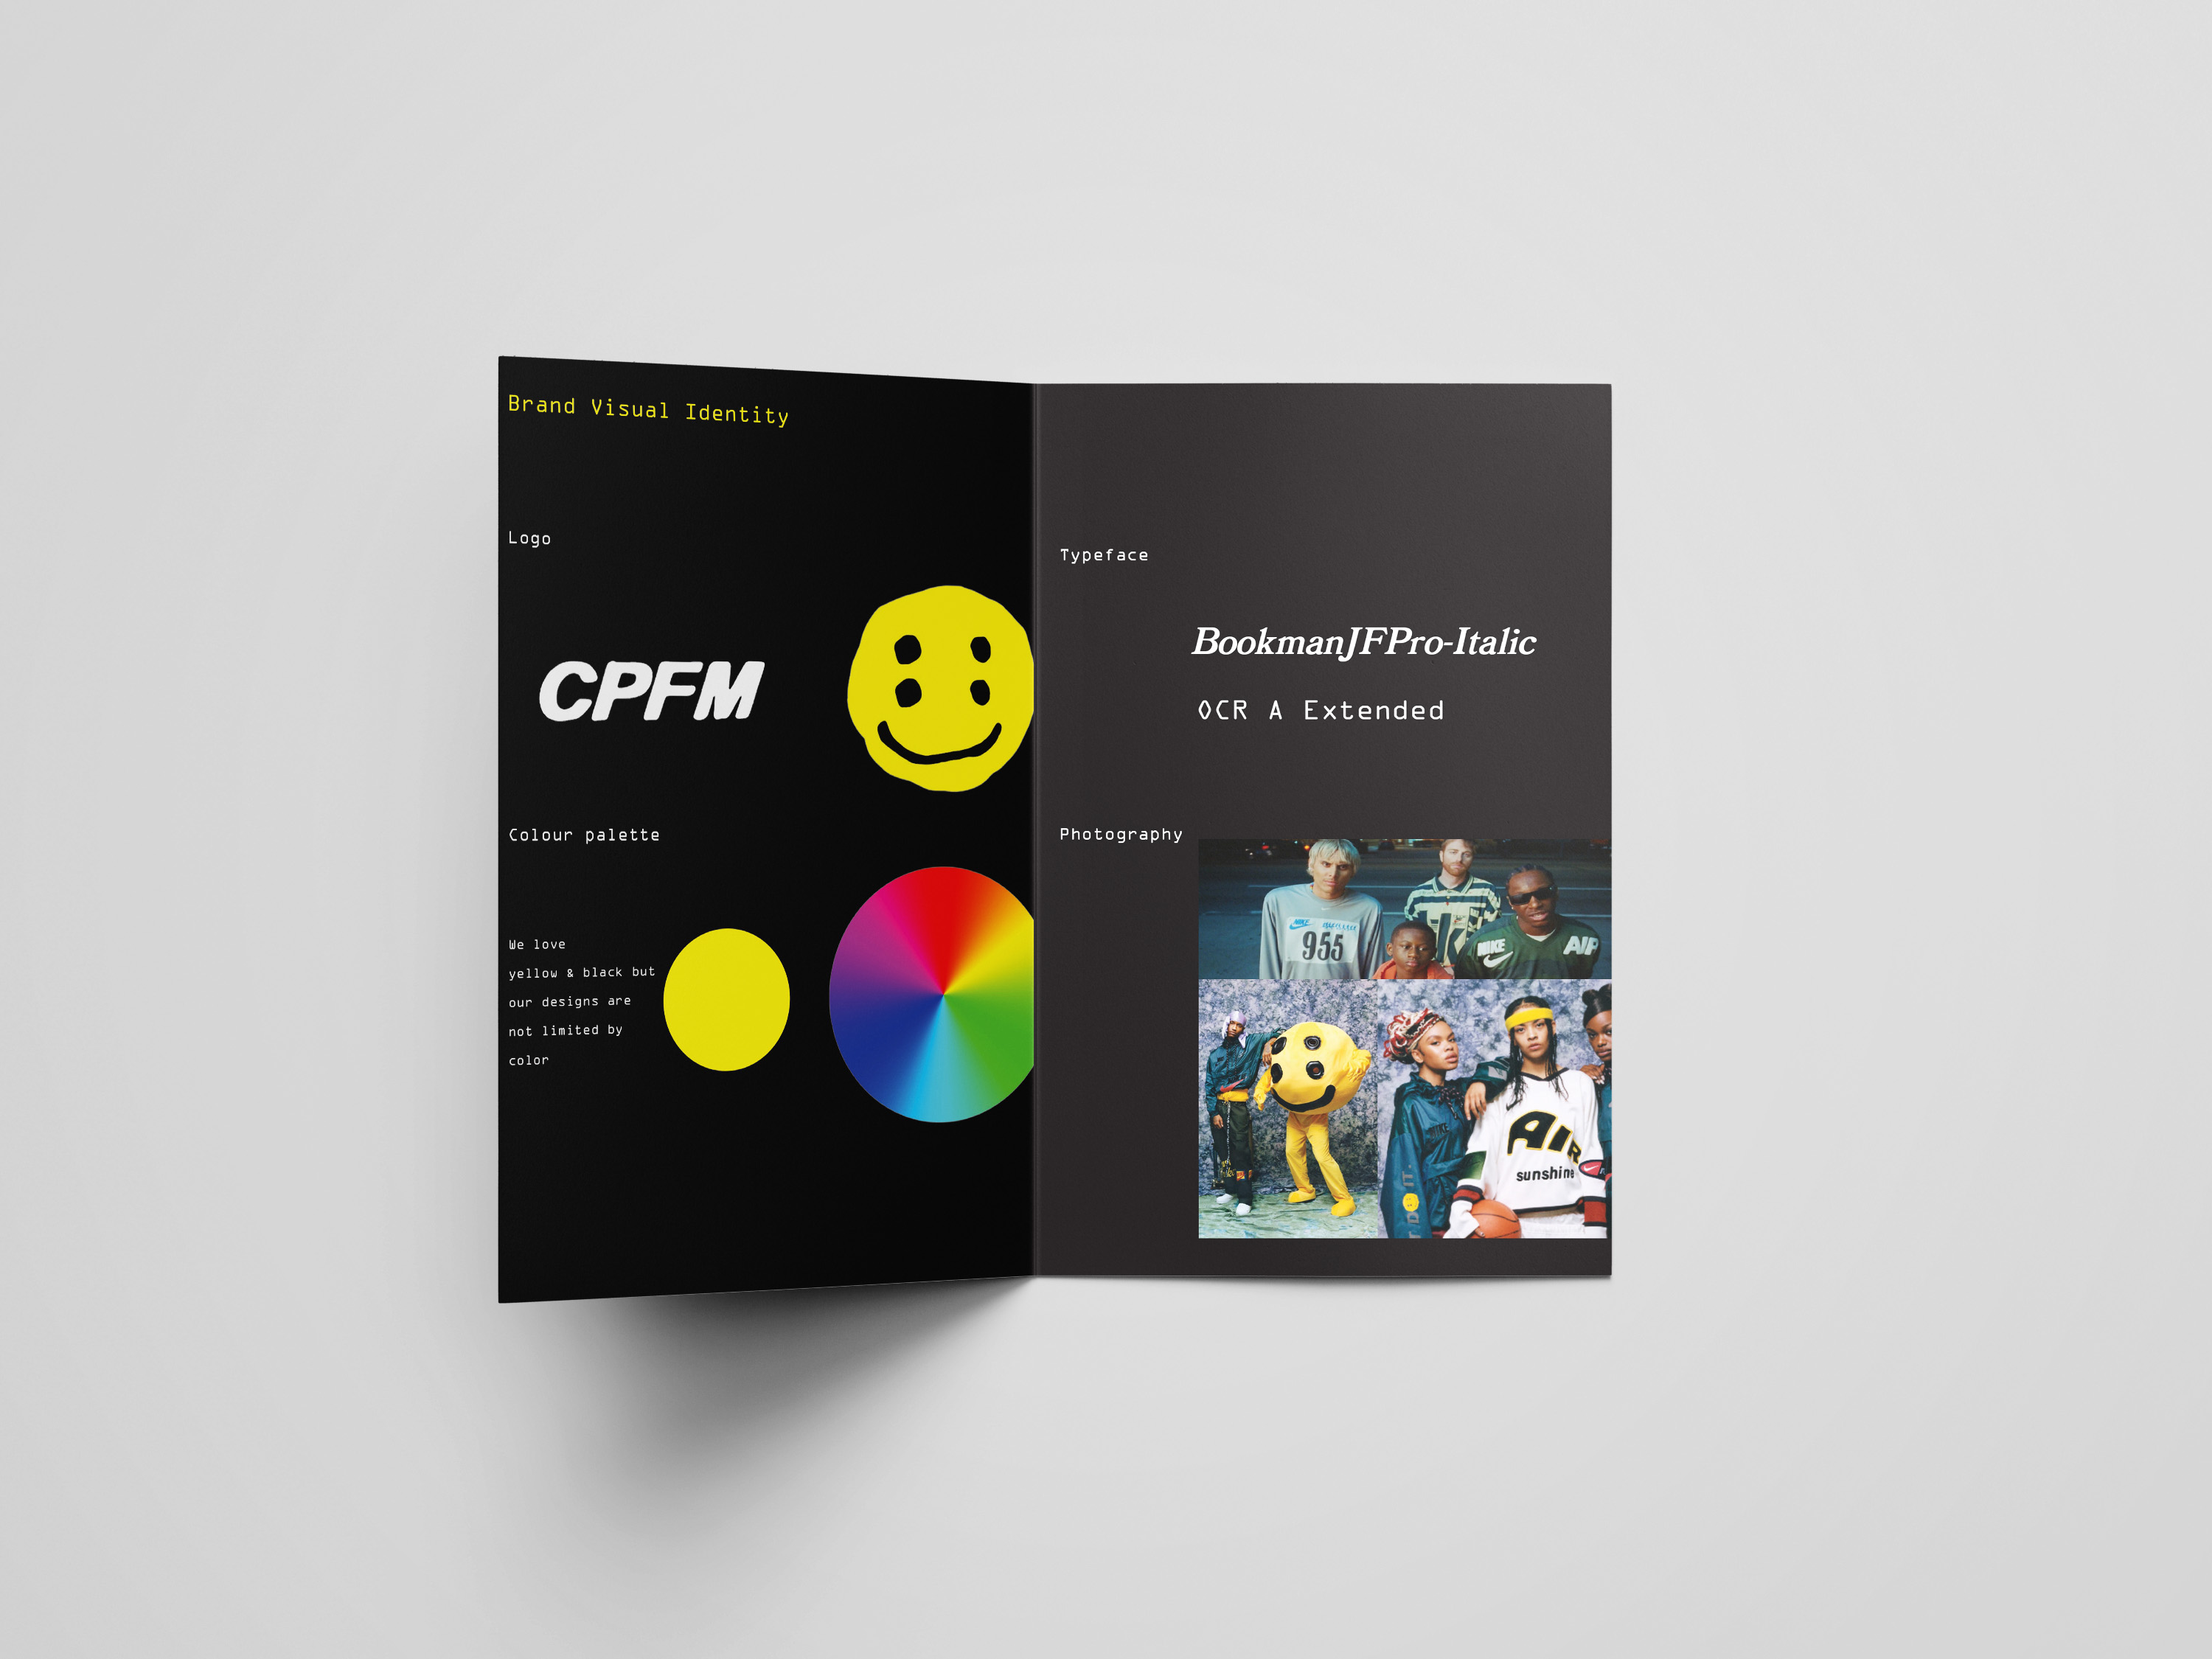 Brand Visual Identity
Logo
CPFM
Colour palette
We love
yellow & black but
our designs are
not limited by
color
Typeface
BookmanJFPro-Italic
OCR A Extended
Photography
NIKE
955
NIKE
AIR
AIR
sunshine